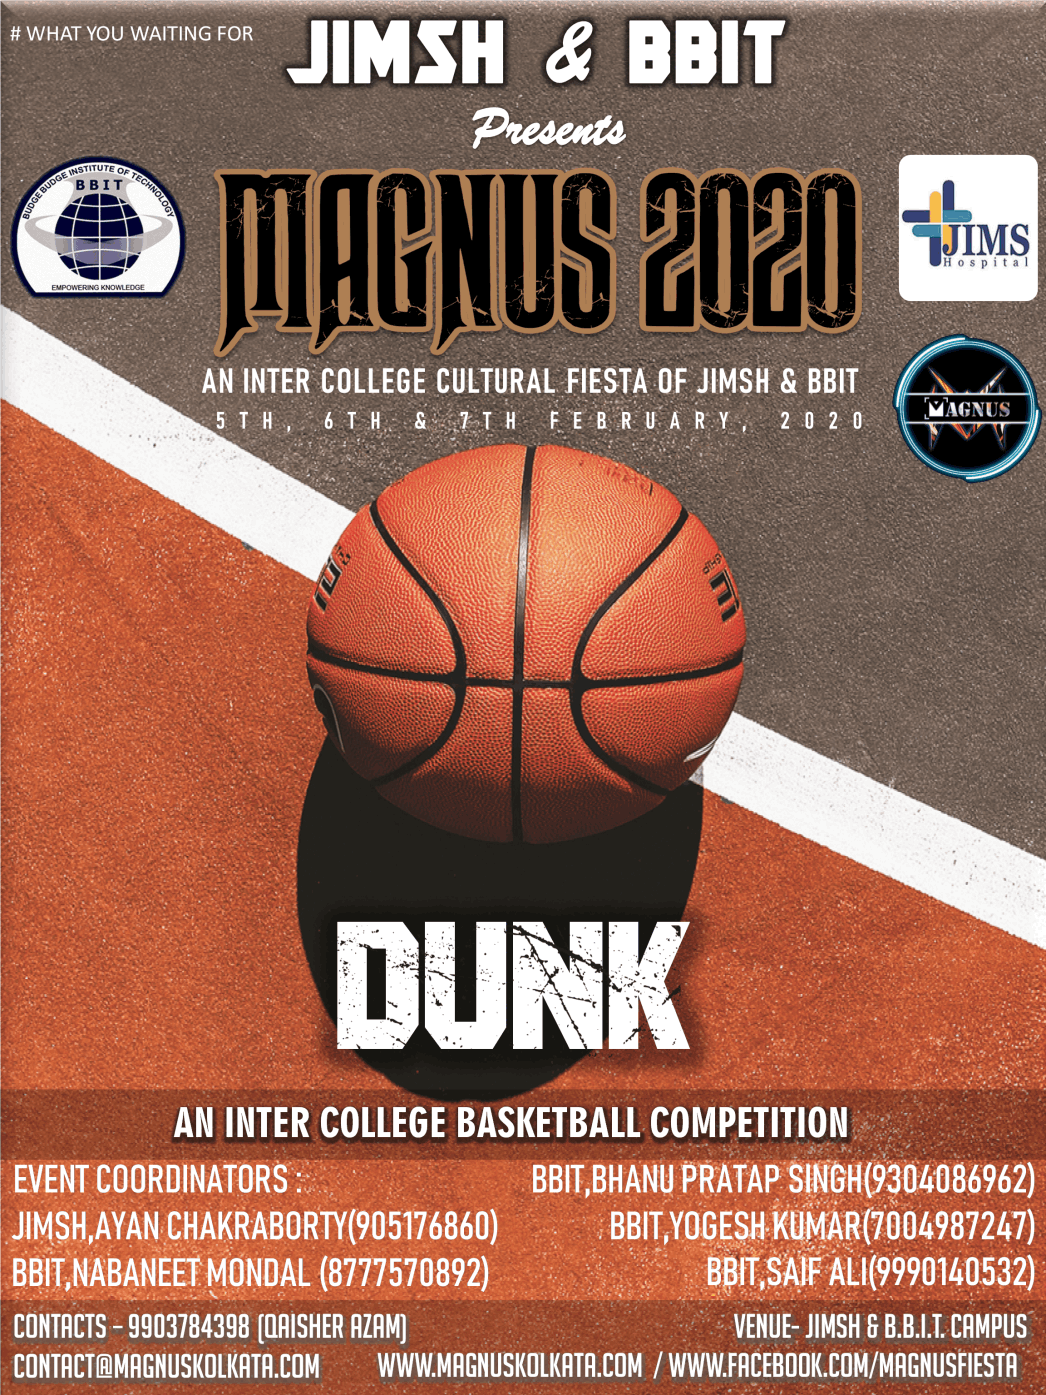 # WHAT YOU WAITING FOR
JIMSH & BBIT
Presents
BUDGE BUDGE INSTITUTE OF TECHNOLOGY
BBIT
EMPOWERING KNOWLEDGE
MAGNUS 2020
JIMS
Hospital
AN INTER COLLEGE CULTURAL FIESTA OF JIMSH & BBIT
5TH, 6TH & 7TH FEBRUARY, 2020
MAGNUS
DUNK
AN INTER COLLEGE BASKETBALL COMPETITION
EVENT COORDINATORS :
JIMSH,AYAN CHAKRABORTY(905176860)
BBIT,NABANEET MONDAL (8777570892)
BBIT,BHANU PRATAP SINGH(9304086962)
BBIT,YOGESH KUMAR(7004987247)
BBIT,SAIF ALI(9990140532)
CONTACTS - 9903784398 (QAISHER AZAM)
VENUE- JIMSH & B.B.I.T. CAMPUS
CONTACT@MAGNUSKOLKATA.COM
WWW.MAGNUSKOLKATA.COM / WWW.FACEBOOK.COM/MAGNUSFIESTA